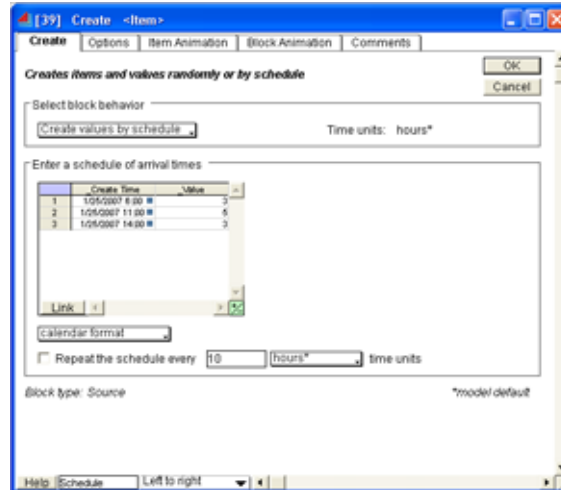 [39] Create <Item>
Create Options Item Animation Block Animation Comments
Creates items and values randomly or by schedule
OK
Cancel
Select block behavior
Create values by schedule
Time units: hours*
Enter a schedule of arrival times
_Create Time _Value
1 1/25/2007 6:00 3
2 1/25/2007 11:00 5
3 1/25/2007 14:00 3
Link
calendar format
Repeat the schedule every 10 hours* time units
Block type: Source
*model default
Help Schedule Left to right